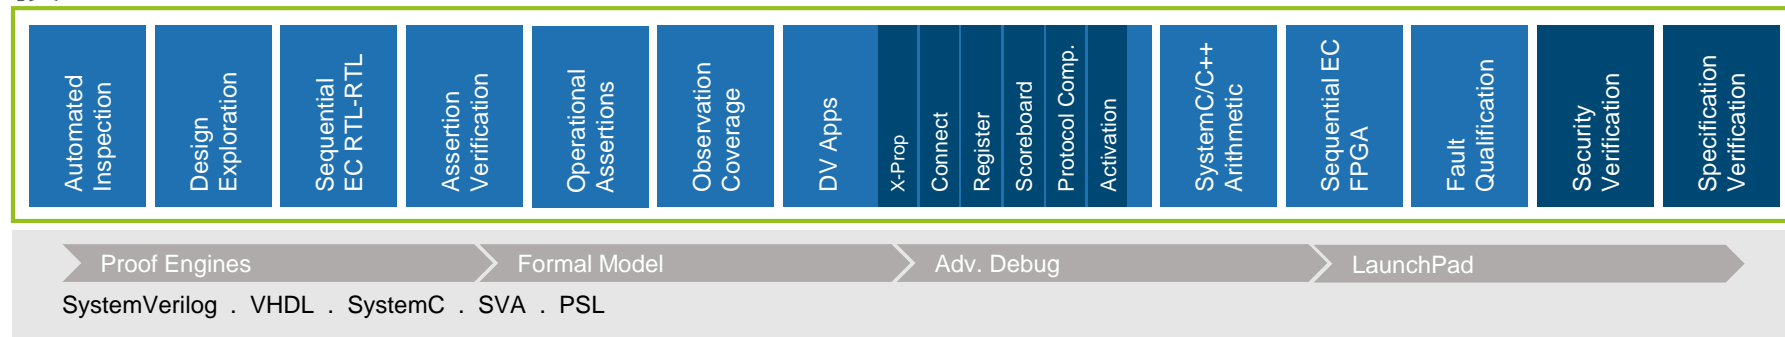 Automated
Inspection
Design
Exploration
Sequential
EC RTL-RTL
Assertion
Verification
Operational
Assertions
Observation
Coverage
DV Apps
X-Prop
Connect
Register
Scoreboard
Protocol Comp.
Activation
SystemC/C++
Arithmetic
Sequential EC
FPGA
Fault
Qualification
Security
Verification
Specification
Verification
Proof Engines
Formal Model
Adv. Debug
LaunchPad
SystemVerilog . VHDL . SystemC . SVA . PSL